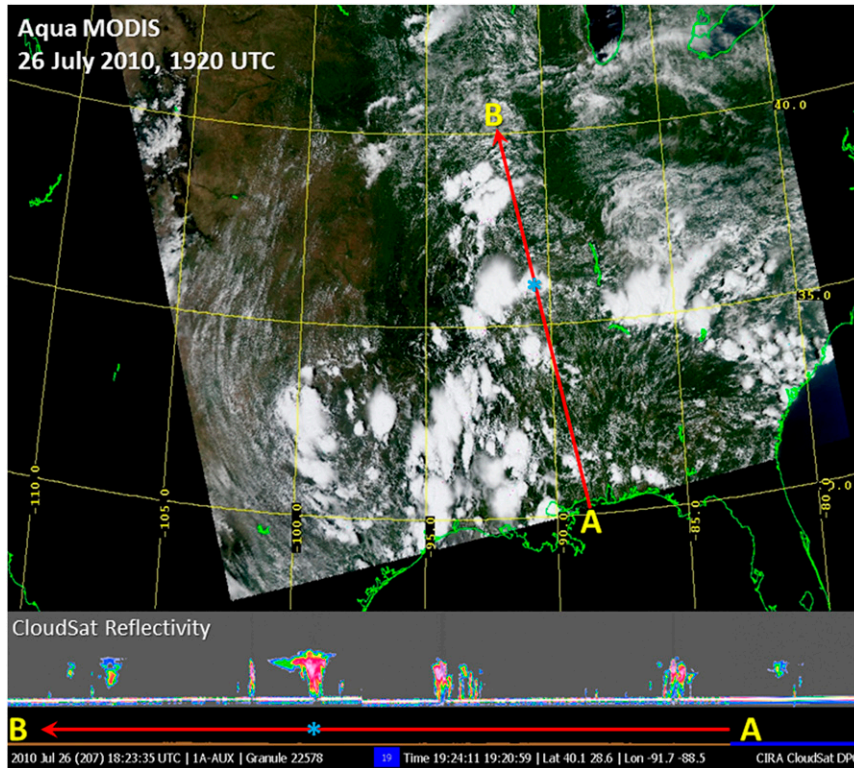 Aqua MODIS
26 July 2010, 1920 UTC
40.0
B
35.0
-110.0
-105.0
-100.0
-95.0
-90.0
-85.0
-80.0
A
CloudSat Reflectivity
B
A
2010 Jul 26 (207) 18:23:35 UTC | 1A-AUX | Granule 22578
19
Time 19:24:11 19:20:59 | Lat 40.1 28.6 | Lon -91.7 -88.5
CIRA CloudSat DP